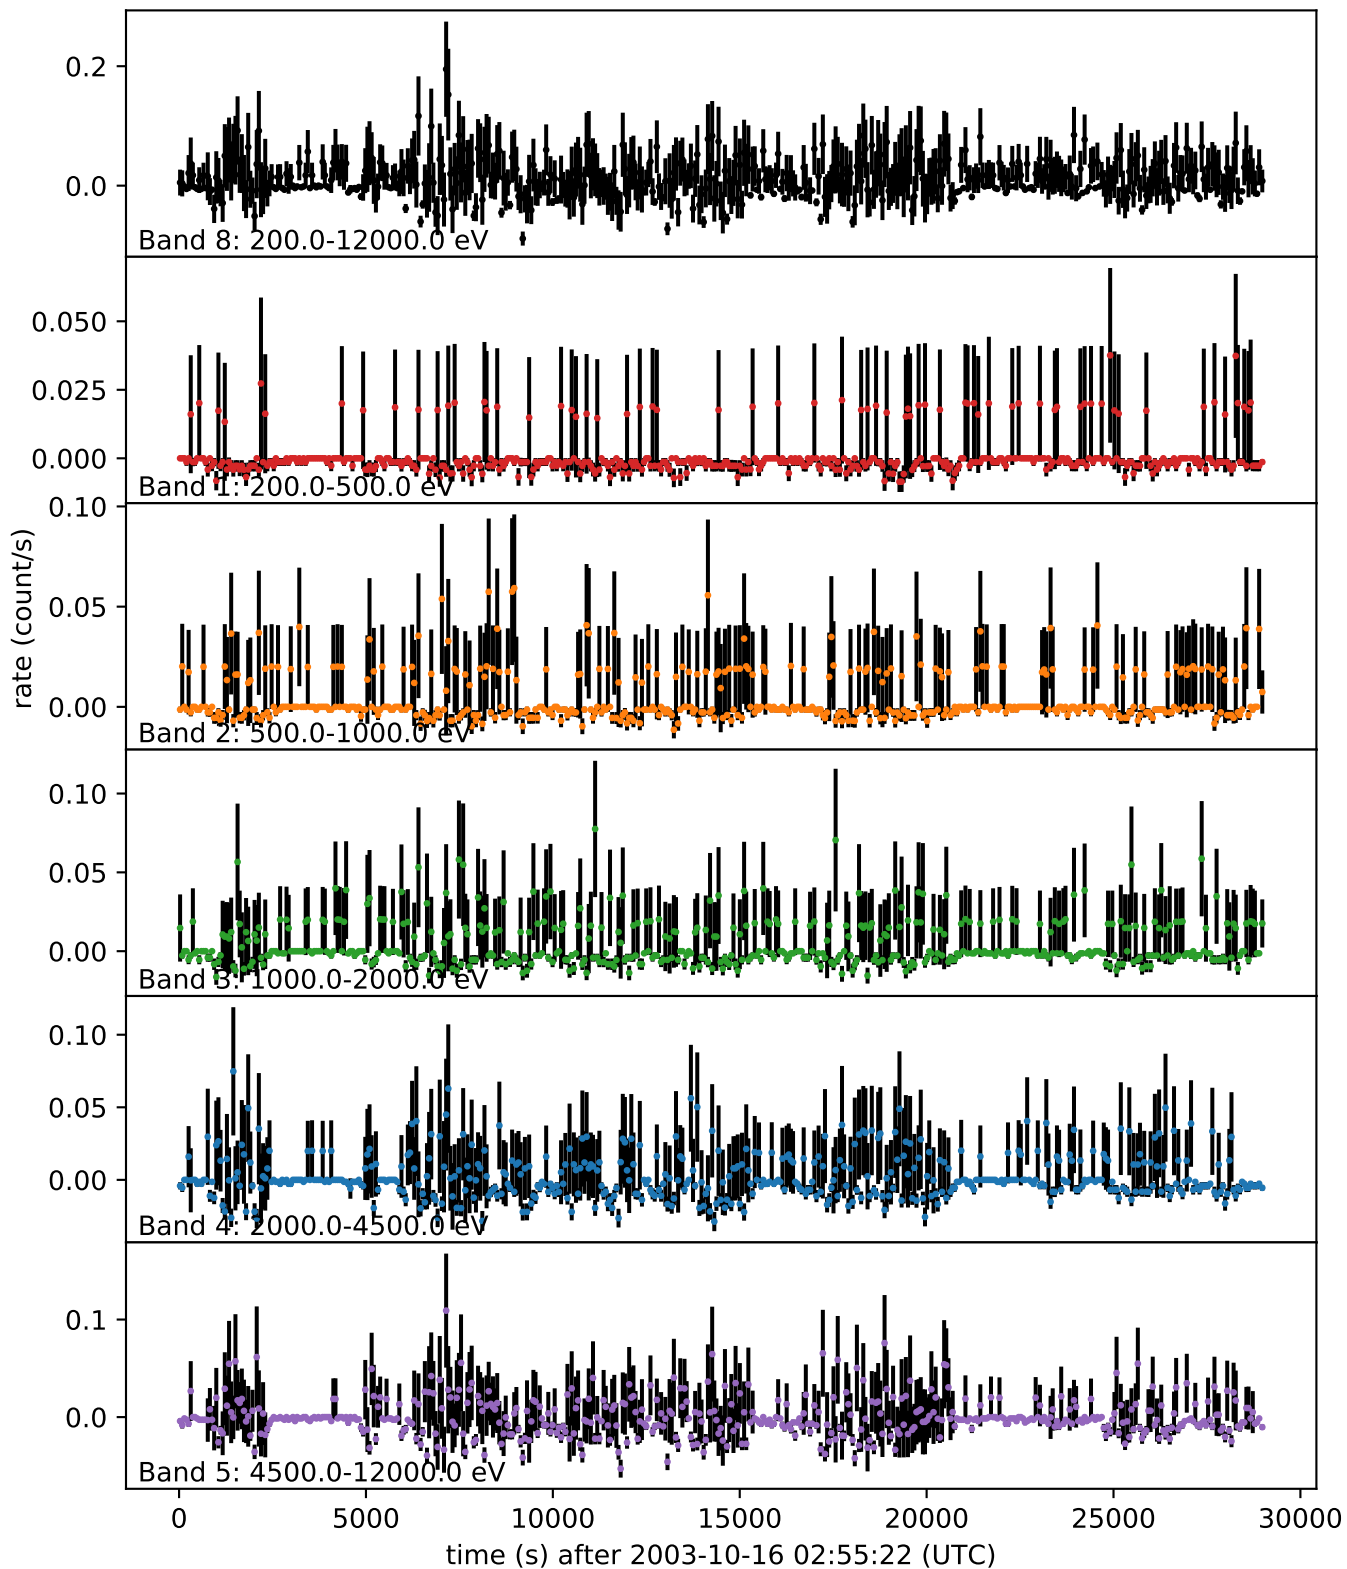 0.2
0.0
Band 8: 200.0-12000.0 eV
0.050
0.025
0.000
Band 1: 200.0-500.0 eV
0.10
0.05
0.00
Band 2: 500.0-1000.0 eV
rate (count/s)
0.10
0.05
0.00
Band 3: 1000.0-2000.0 eV
0.10
0.05
0.00
Band 4: 2000.0-4500.0 eV
0.1
0.0
Band 5: 4500.0-12000.0 eV
0 5000 10000 15000 20000 25000 30000
time (s) after 2003-10-16 02:55:22 (UTC)